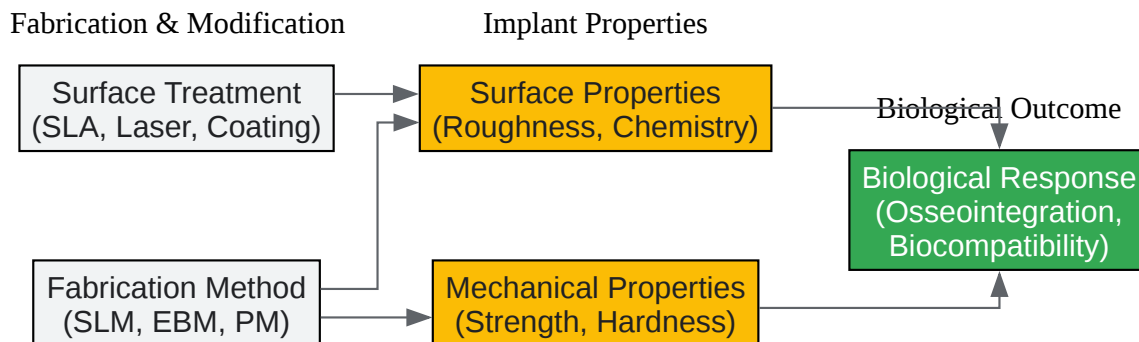 Fabrication & Modification
Implant Properties
Surface Treatment
(SLA, Laser, Coating)
Surface Properties
(Roughness, Chemistry)
Biological Outcome
Biological Response
(Osseointegration,
Biocompatibility)
Fabrication Method
(SLM, EBM, PM)
Mechanical Properties
(Strength, Hardness)